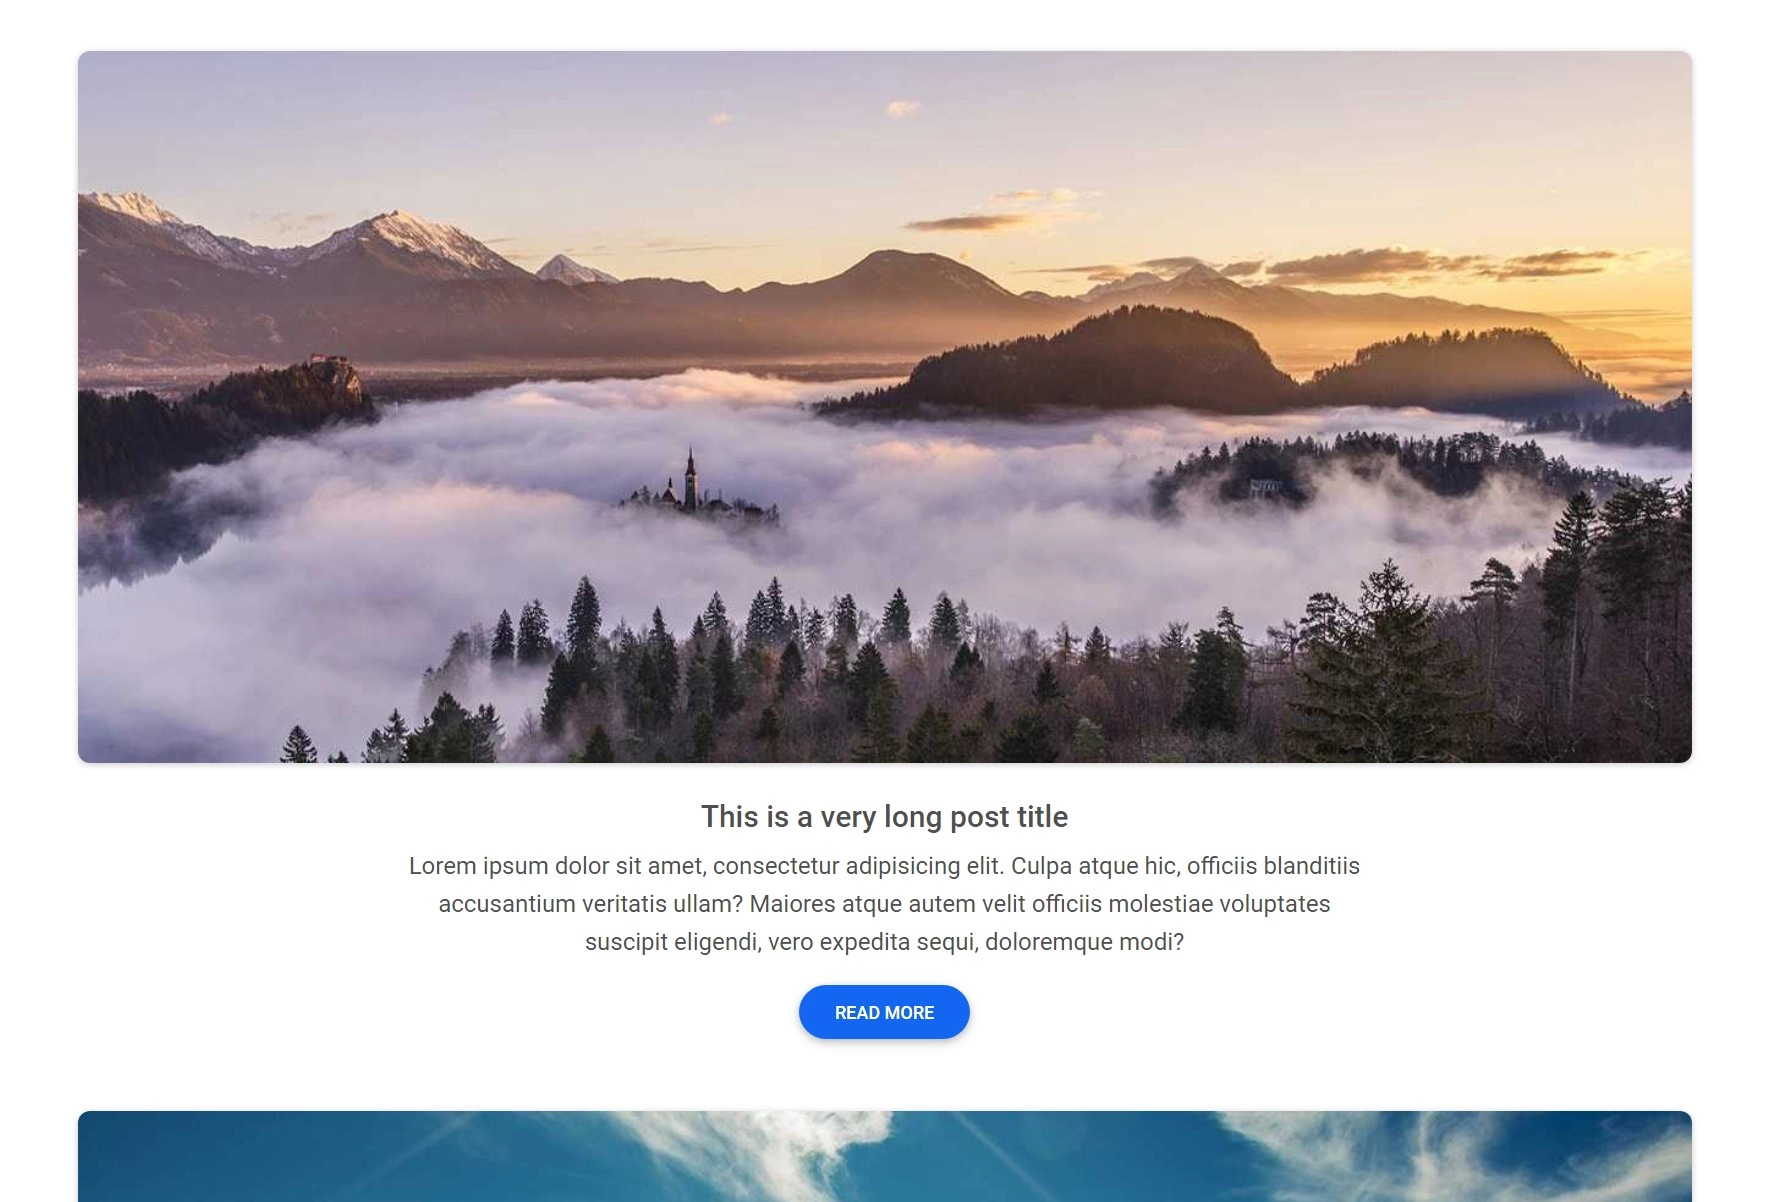 This is a very long post title
Lorem ipsum dolor sit amet, consectetur adipisicing elit. Culpa atque hic, officiis blanditiis
accusantium veritatis ullam? Maiores atque autem velit officiis molestiae voluptates
suscipit eligendi, vero expedita sequi, doloremque modi?
READ MORE